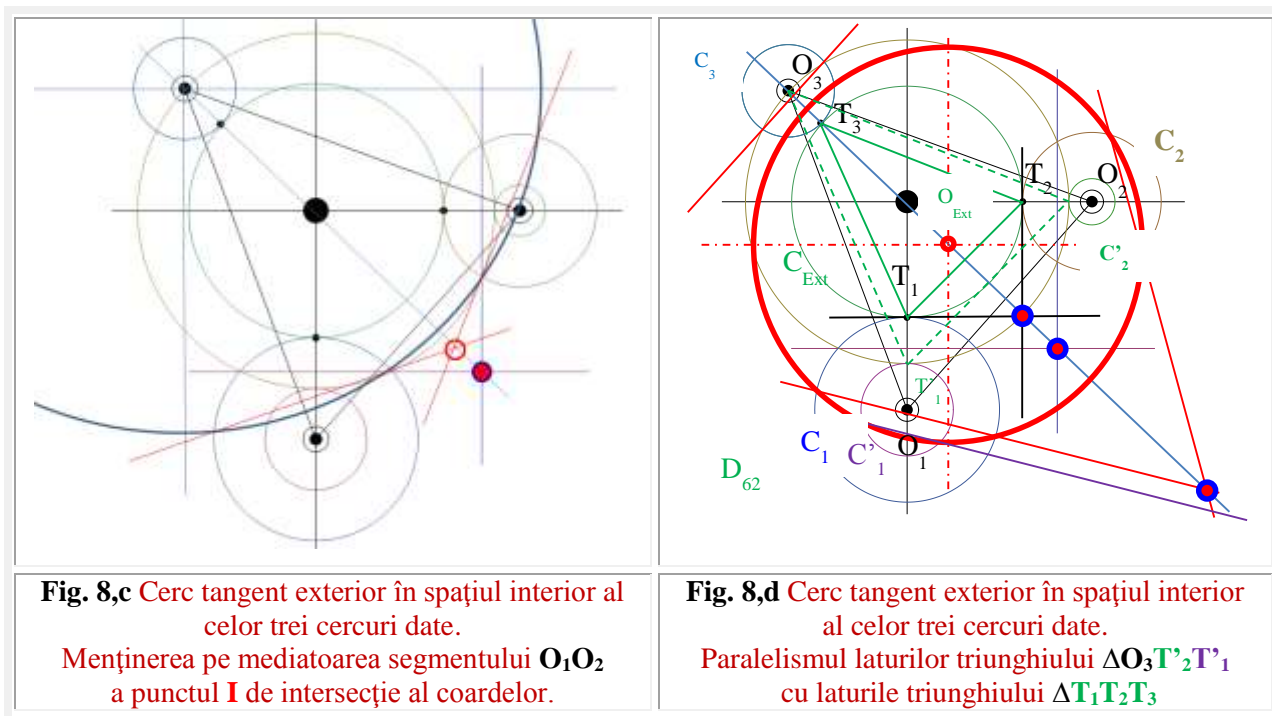 C3
O3
T3
T2
O2
C2
OExt
C'2
CExt
T1
T'1
C1
C'1
O1
D62
Fig. 8,c Cerc tangent exterior în spaţiul interior al
celor trei cercuri date.
Menţinerea pe mediatoarea segmentului O1O2
a punctul I de intersecţie al coardelor.
Fig. 8,d Cerc tangent exterior în spaţiul interior
al celor trei cercuri date.
Paralelismul laturilor triunghiului ΔO3T'2T'1
cu laturile triunghiului ΔT1T2T3